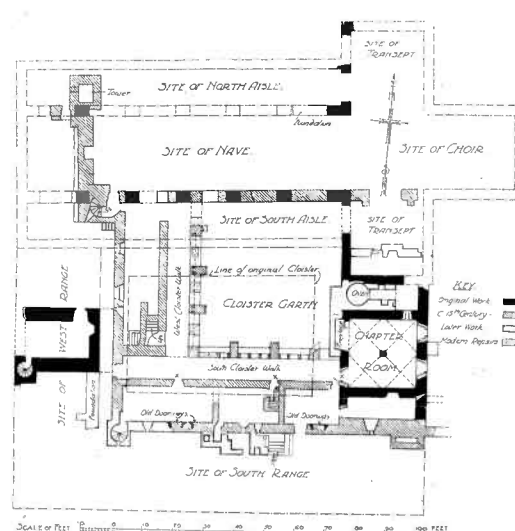 SITE OF TRANSEPT
SITE OF NORTH AISLE.
Tower
Foundation
SITE OF NAVE.
SITE OF CHOIR
SITE OF SOUTH AISLE.
SITE OF TRANSEPT
Line of original Cloister
West Cloister Walk
CLOISTER GARTH
Oven
KEY.
Original Work
C 15th Century
Later Work
Modern Repairs
WEST RANGE
SITE OF
Foundation
CHAPTER ROOM
South Cloister Walk
Old Doorways
Old Doorways
SITE OF SOUTH RANGE
SCALE OF FEET 10 0 10 20 30 40 50 60 70 80 90 100 FEET